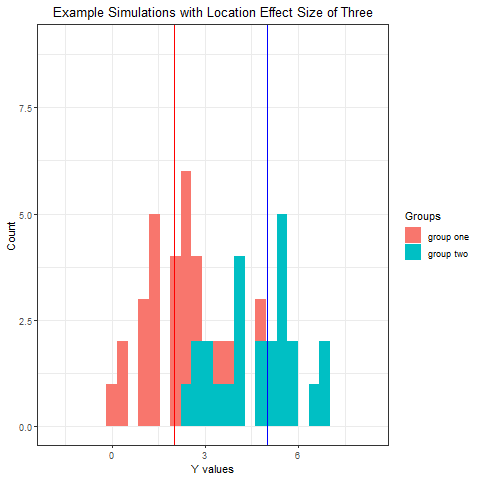 Example Simulations with Location Effect Size of Three
7.5
5.0
2.5
0.0
Count
0 3 6
Y values
Groups
group one
group two